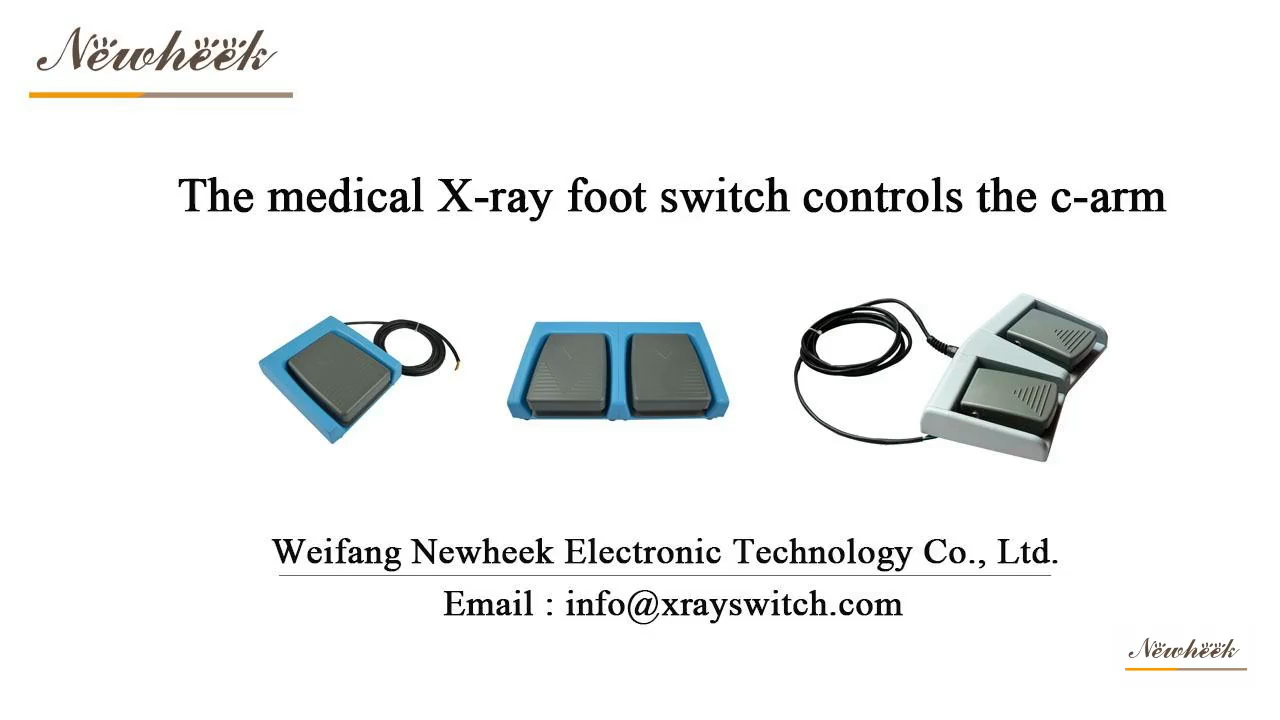 Newheek
The medical X-ray foot switch controls the c-arm
Weifang Newheek Electronic Technology Co., Ltd.
Email : info@xrayswitch.com
Newheek